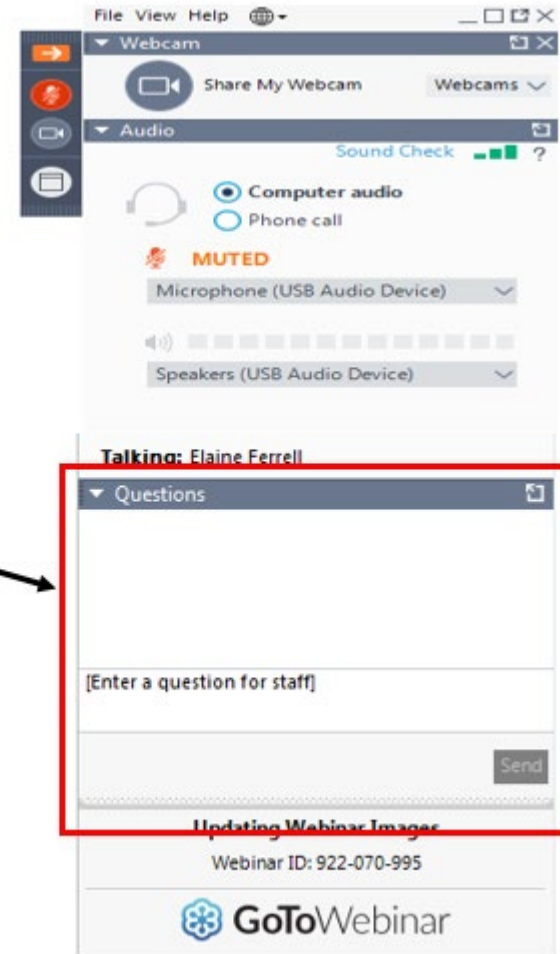 File View Help
Webcam
Share My Webcam Webcams
Audio
Sound Check ?
Computer audio
Phone call
MUTED
Microphone (USB Audio Device)
Speakers (USB Audio Device)
Talking: Elaine Ferrell
Questions
[Enter a question for staff]
Send
Updating Webinar Images
Webinar ID: 922-070-995
GoToWebinar